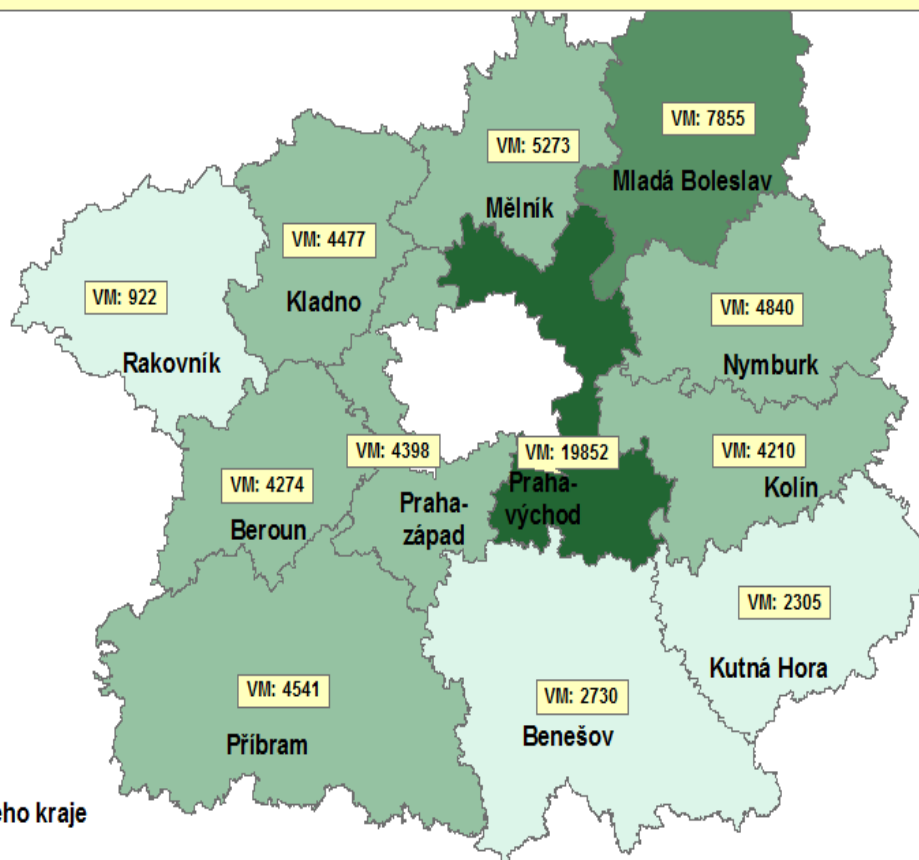 VM: 7855
Mladá Boleslav
VM: 5273
Mělník
VM: 4477
Kladno
VM: 922
Rakovník
VM: 4840
Nymburk
VM: 4398
VM: 19852
VM: 4210
Kolín
VM: 4274
Beroun
Praha-
západ
Praha-
východ
VM: 2305
Kutná Hora
VM: 4541
Příbram
VM: 2730
Benešov
ého kraje